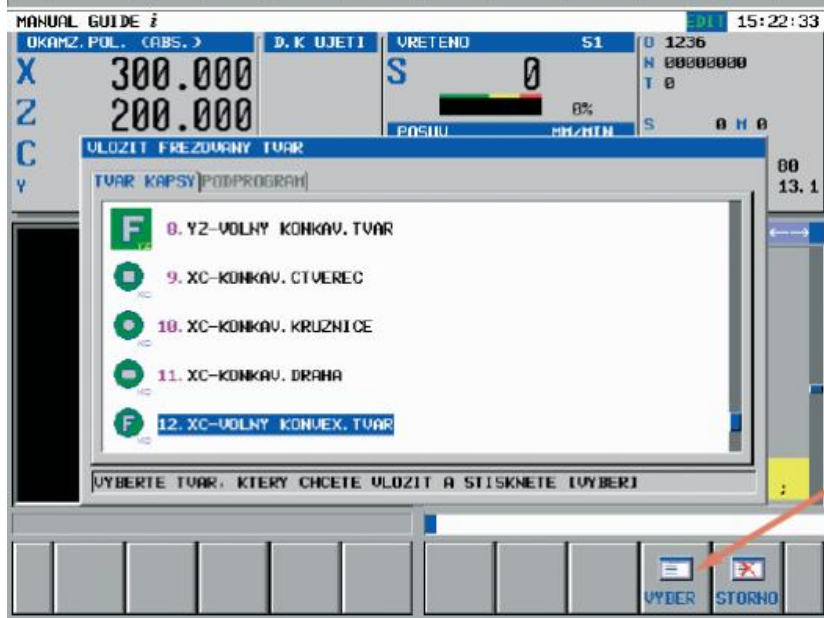 MANUAL GUIDE i EDIT 15:22:33
OKAMZ.POL. (ABS.) D.K UJETI VRETENO S1 O 1236
X 300.000 S 0 N 00000000
T 0
Z 200.000 0% S 0 M 0
C POSUV MM/MIN
VLOZIT FREZOVANY TVAR 80
Y 13.1
TVAR KAPSY PODPROGRAM
F 8. YZ-VOLNY KONKAV. TVAR
9. XC-KONKAV. CTVEREC
10. XC-KONKAV. KRUZNICE
11. XC-KONKAV. DRAHA
F 12. XC-VOLNY KONVEX. TVAR
VYBERTE TVAR, KTERY CHCETE VLOZIT A STISKNETE [VYBER] ;
VYBER STORNO